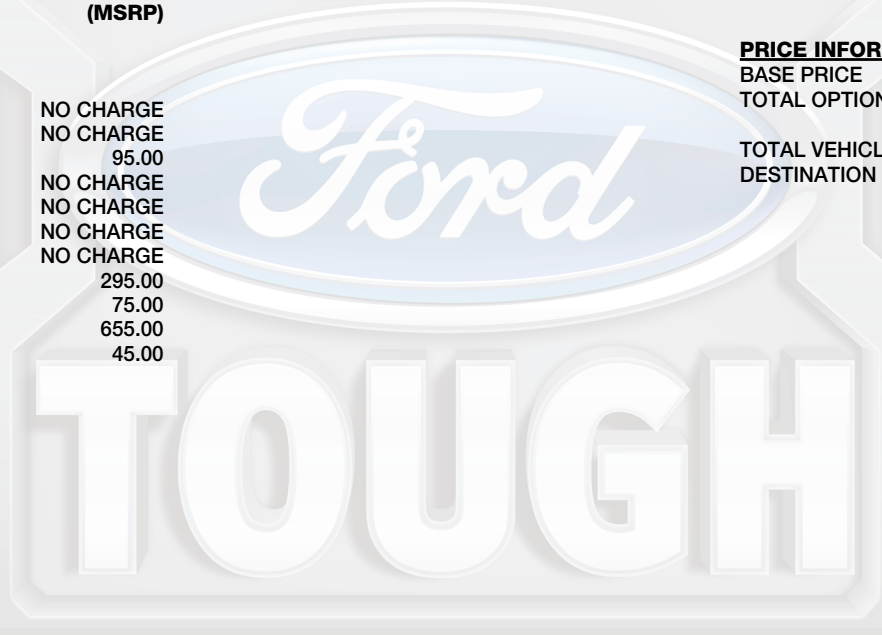 (MSRP)
NO CHARGE
NO CHARGE
95.00
NO CHARGE
NO CHARGE
NO CHARGE
NO CHARGE
295.00
75.00
655.00
45.00
PRICE INFOR
BASE PRICE
TOTAL OPTION
TOTAL VEHICL
DESTINATION
Ford
TOUGH